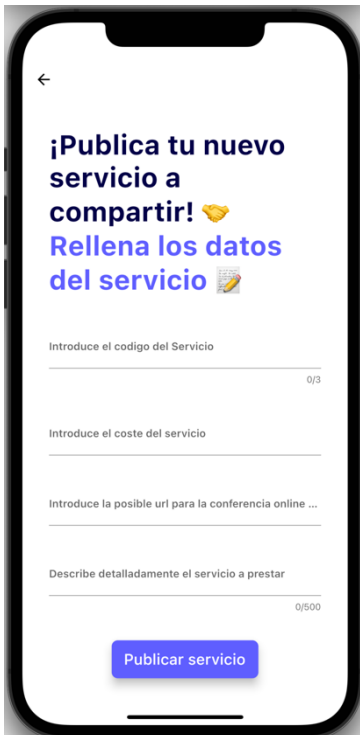 ¡Publica tu nuevo
servicio a
compartir! 🤝
Rellena los datos
del servicio 📝
Introduce el codigo del Servicio
0/3
Introduce el coste del servicio
Introduce la posible url para la conferencia online ...
Describe detalladamente el servicio a prestar
0/500
Publicar servicio